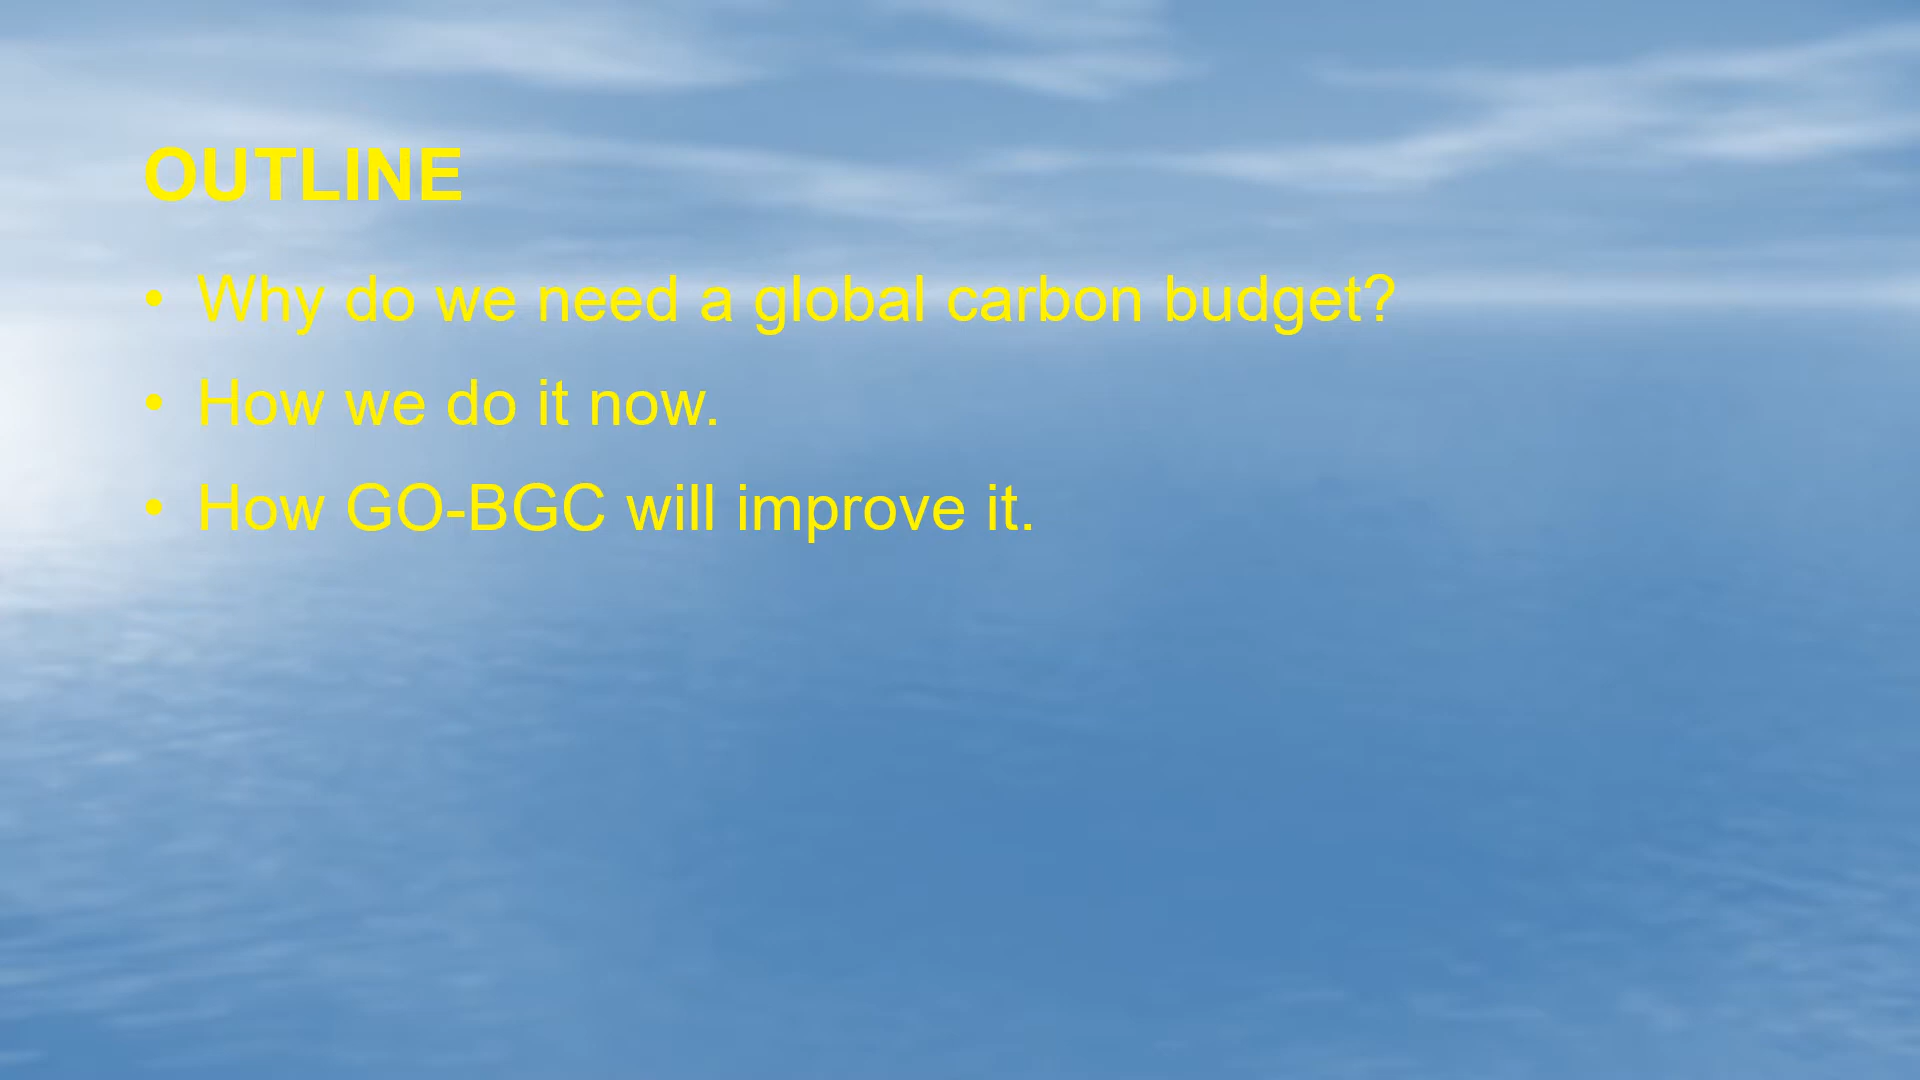 OUTLINE
• Why do we need a global carbon budget?
• How we do it now.
• How GO-BGC will improve it.